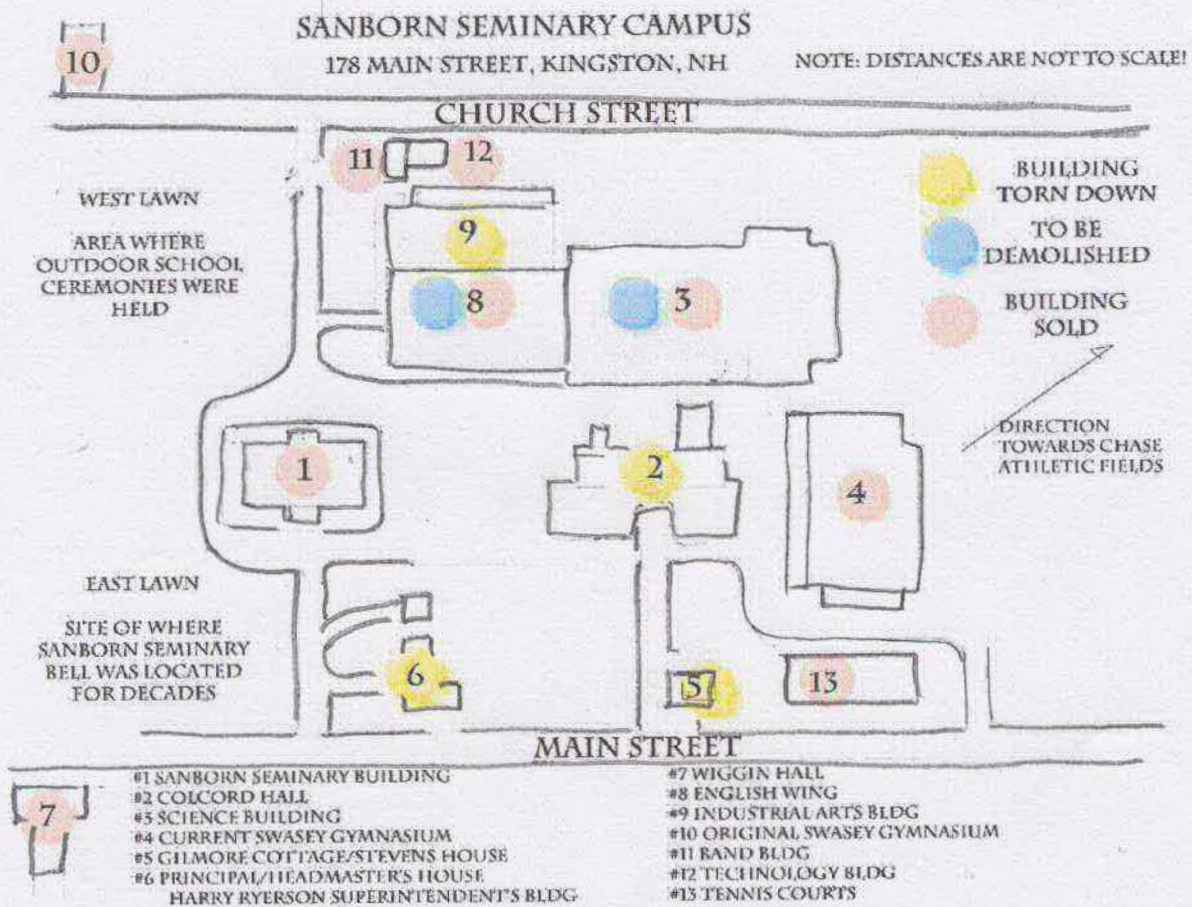 SANBORN SEMINARY CAMPUS
178 MAIN STREET, KINGSTON, NH
NOTE: DISTANCES ARE NOT TO SCALE!
10
CHURCH STREET
11
12
WEST LAWN
AREA WHERE
OUTDOOR SCHOOL
CEREMONIES WERE
HELD
9
8
3
BUILDING
TORN DOWN
TO BE
DEMOLISHED
BUILDING
SOLD
DIRECTION
TOWARDS CHASE
ATHLETIC FIELDS
1
2
4
EAST LAWN
SITE OF WHERE
SANBORN SEMINARY
BELL WAS LOCATED
FOR DECADES
6
5
13
MAIN STREET
7
#1 SANBORN SEMINARY BUILDING
#2 COLCORD HALL
#3 SCIENCE BUILDING
#4 CURRENT SWASEY GYMNASIUM
#5 GILMORE COTTAGE/STEVENS HOUSE
#6 PRINCIPAL/HEADMASTER'S HOUSE
HARRY RYERSON SUPERINTENDENT'S BLDG
#7 WIGGIN HALL
#8 ENGLISH WING
#9 INDUSTRIAL ARTS BLDG
#10 ORIGINAL SWASEY GYMNASIUM
#11 BAND BLDG
#12 TECHNOLOGY BLDG
#13 TENNIS COURTS